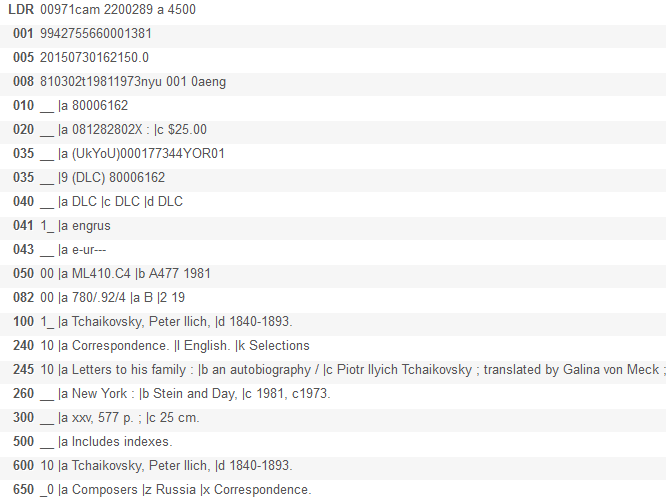 LDR 00971cam 2200289 a 4500
001 9942755660001381
005 20150730162150.0
008 810302t19811973nyu 001 0aeng
010 __ |a 80006162
020 __ |a 081282802X : |c $25.00
035 __ |a (UkYoU)000177344YOR01
035 __ |9 (DLC) 80006162
040 __ |a DLC |c DLC |d DLC
041 1_ |a engrus
043 __ |a e-ur---
050 00 |a ML410.C4 |b A477 1981
082 00 |a 780/.92/4 |a B |2 19
100 1_ |a Tchaikovsky, Peter Ilich, |d 1840-1893.
240 10 |a Correspondence. |l English. |k Selections
245 10 |a Letters to his family : |b an autobiography / |c Piotr Ilyich Tchaikovsky ; translated by Galina von Meck ;
260 __ |a New York : |b Stein and Day, |c 1981, c1973.
300 __ |a xxv, 577 p. ; |c 25 cm.
500 __ |a Includes indexes.
600 10 |a Tchaikovsky, Peter Ilich, |d 1840-1893.
650 _0 |a Composers |z Russia |x Correspondence.